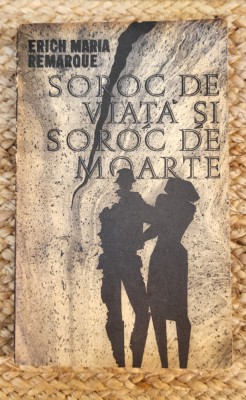 ERICH MARIA
REMARQUE
SOROC DE
VIAȚĂ ȘI
SOROC DE
MOARTE